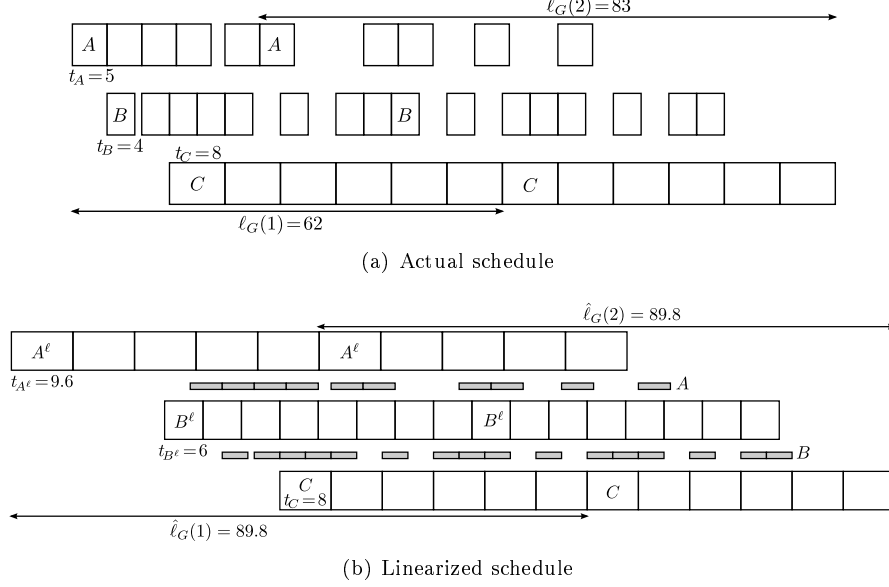 ℓ_G(2)=83
A A
t_A=5
B B
t_B=4
t_C=8
C C
ℓ_G(1)=62
(a) Actual schedule
ℓ̂_G(2) = 89.8
A^ℓ A^ℓ
t_{A^ℓ}=9.6
A
B^ℓ B^ℓ
t_{B^ℓ}=6
B
C C
t_C=8
ℓ̂_G(1) = 89.8
(b) Linearized schedule